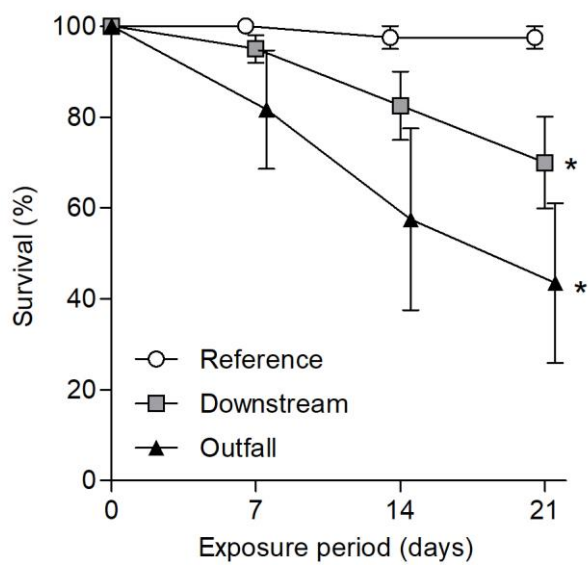 100
80
60
40
20
0
Survival (%)
*
*
Reference
Downstream
Outfall
0 7 14 21
Exposure period (days)